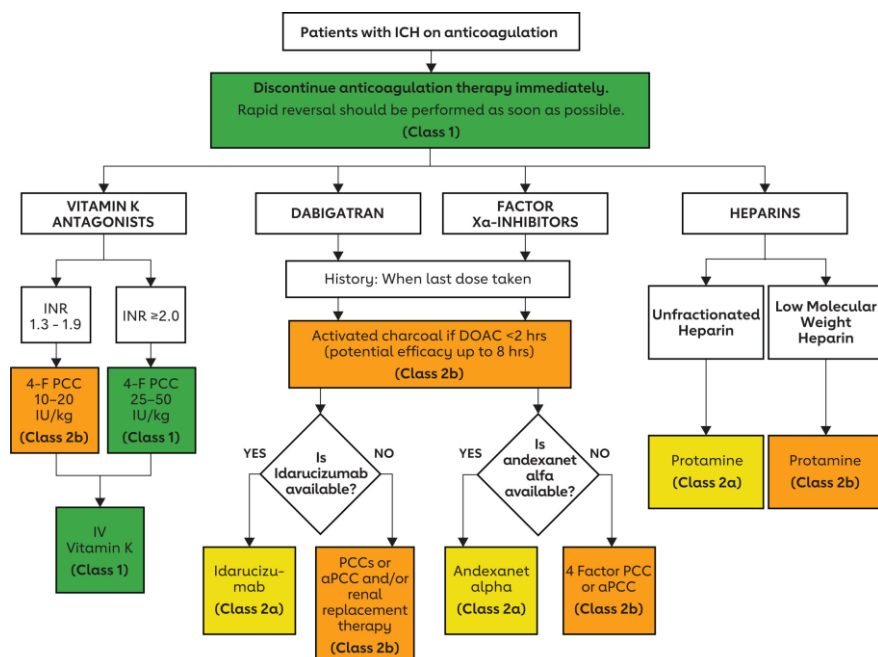 Patients with ICH on anticoagulation
Discontinue anticoagulation therapy immediately.
Rapid reversal should be performed as soon as possible.
(Class 1)
VITAMIN K
ANTAGONISTS
DABIGATRAN
FACTOR
Xa-INHIBITORS
HEPARINS
History: When last dose taken
INR
1.3 - 1.9
INR ≥2.0
Unfractionated
Heparin
Low Molecular
Weight
Heparin
Activated charcoal if DOAC <2 hrs
(potential efficacy up to 8 hrs)
(Class 2b)
4-F PCC
10–20
IU/kg
(Class 2b)
4-F PCC
25–50
IU/kg
(Class 1)
YES
Is
Idarucizumab
available?
NO
YES
Is
andexanet
alfa
available?
NO
Protamine
(Class 2a)
Protamine
(Class 2b)
IV
Vitamin K
(Class 1)
Idarucizu-
mab
(Class 2a)
PCCs or
aPCC and/or
renal
replacement
therapy
(Class 2b)
Andexanet
alpha
(Class 2a)
4 Factor PCC
or aPCC
(Class 2b)